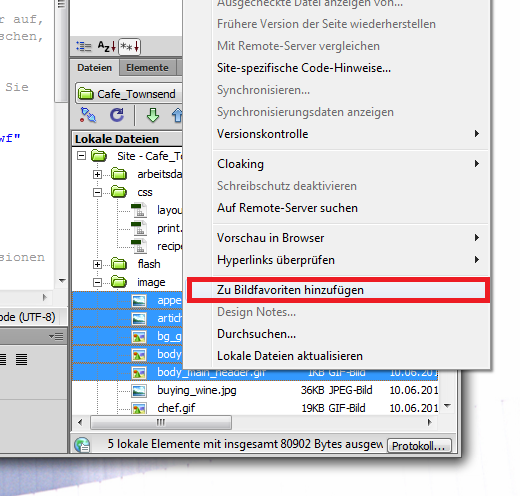 Ausgecheckte Datei anzeigen von...
Frühere Version der Seite wiederherstellen
Mit Remote-Server vergleichen
Site-spezifische Code-Hinweise...
Synchronisieren...
Synchronisierungsdaten anzeigen
Versionskontrolle
Cloaking
Schreibschutz deaktivieren
Auf Remote-Server suchen
Vorschau in Browser
Hyperlinks überprüfen
Zu Bildfavoriten hinzufügen
Design Notes...
Durchsuchen...
Lokale Dateien aktualisieren
r auf,
schen,
Sie
wf"
sionen
ode (UTF-8)
Dateien Elemente
Cafe_Townsend
Lokale Dateien
Site - Cafe_Tow
arbeitsda
css
layou
print.
recipe
flash
image
appe
artich
bg_g
body
body_main_header.gif 1KB GIF-Bild 10.06.201
buying_wine.jpg 36KB JPEG-Bild 10.06.201
chef.gif 19KB GIF-Bild 10.06.201
5 lokale Elemente mit insgesamt 80902 Bytes ausgew
Protokoll...